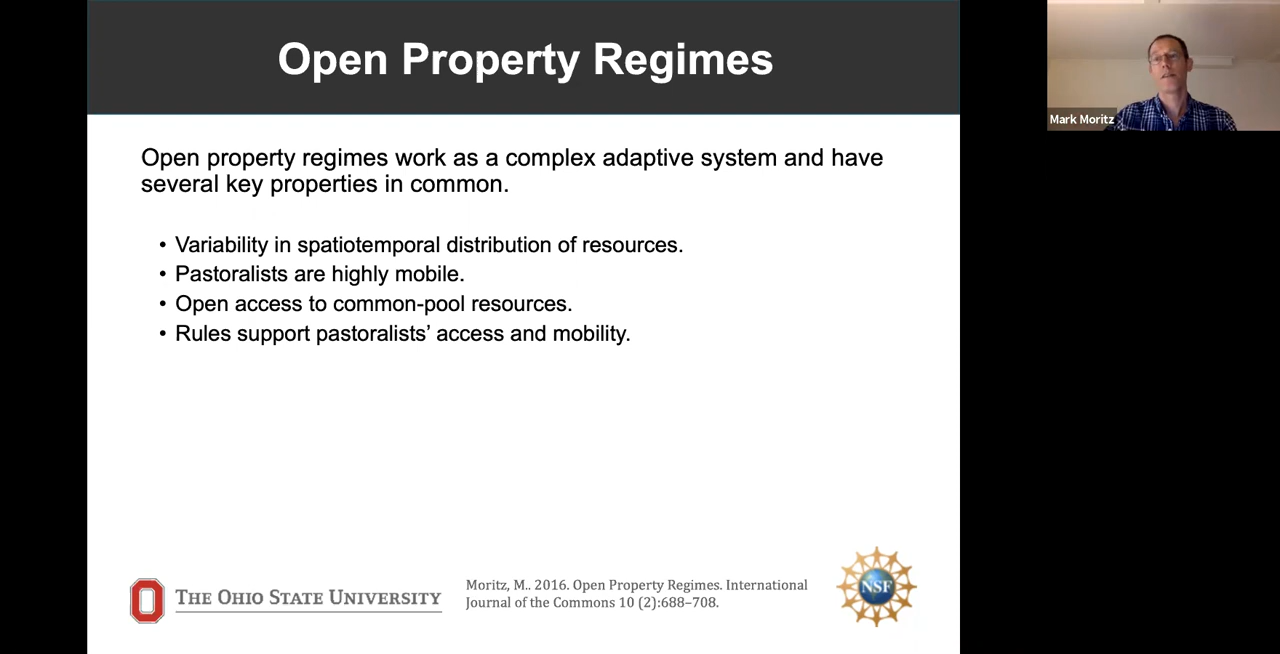 Open Property Regimes
Open property regimes work as a complex adaptive system and have
several key properties in common.
• Variability in spatiotemporal distribution of resources.
• Pastoralists are highly mobile.
• Open access to common-pool resources.
• Rules support pastoralists’ access and mobility.
THE OHIO STATE UNIVERSITY
Moritz, M.. 2016. Open Property Regimes. International
Journal of the Commons 10 (2):688–708.
NSF
Mark Moritz